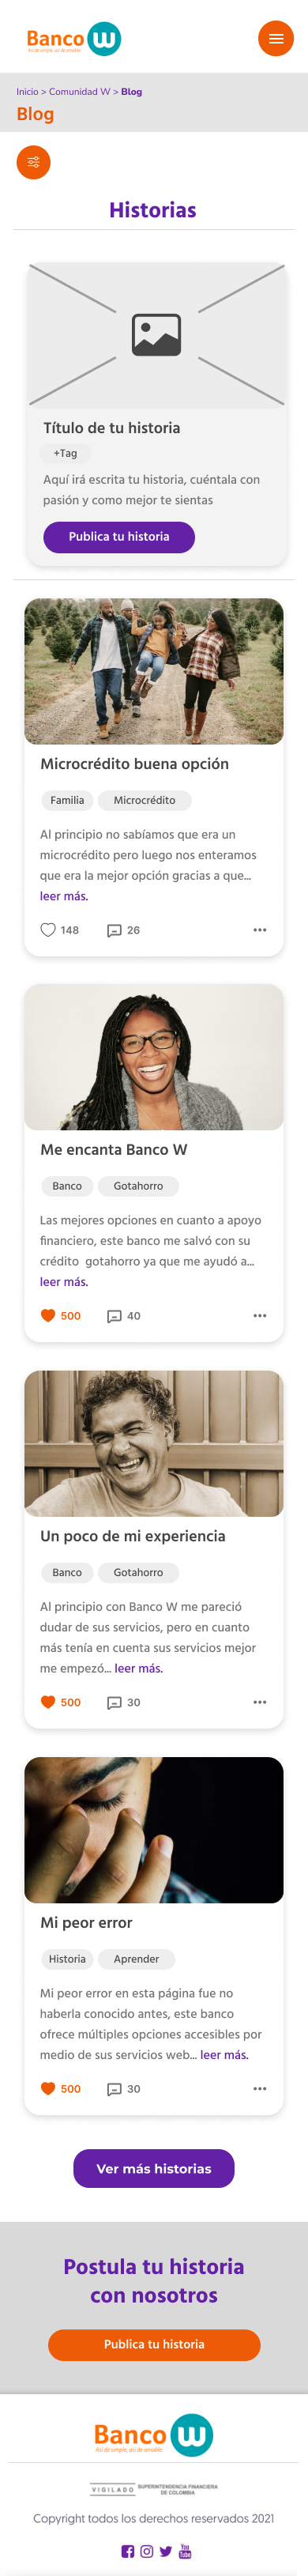 Banco W
Así de simple, así de amable.
Inicio > Comunidad W > Blog
Blog
Historias
Título de tu historia
+Tag
Aquí irá escrita tu historia, cuéntala con
pasión y como mejor te sientas
Publica tu historia
Microcrédito buena opción
Familia Microcrédito
Al principio no sabíamos que era un
microcrédito pero luego nos enteramos
que era la mejor opción gracias a que...
leer más.
148 26
Me encanta Banco W
Banco Gotahorro
Las mejores opciones en cuanto a apoyo
financiero, este banco me salvó con su
crédito gotahorro ya que me ayudó a...
leer más.
500 40
Un poco de mi experiencia
Banco Gotahorro
Al principio con Banco W me pareció
dudar de sus servicios, pero en cuanto
más tenía en cuenta sus servicios mejor
me empezó... leer más.
500 30
Mi peor error
Historia Aprender
Mi peor error en esta página fue no
haberla conocido antes, este banco
ofrece múltiples opciones accesibles por
medio de sus servicios web... leer más.
500 30
Ver más historias
Postula tu historia
con nosotros
Publica tu historia
Banco W
Así de simple, así de amable.
VIGILADO SUPERINTENDENCIA FINANCIERA
DE COLOMBIA
Copyright todos los derechos reservados 2021
You
Tube